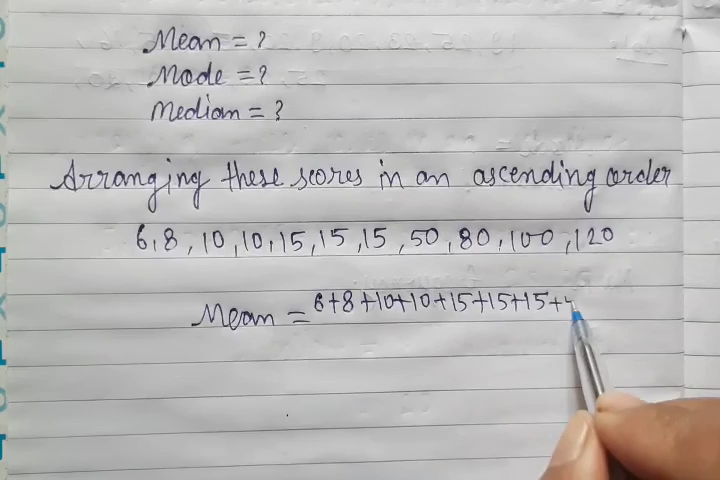 Mean = ?
Mode = ?
Median = ?
Arranging these scores in an ascending order
6, 8, 10, 10, 15, 15, 15, 50, 80, 100, 120
Mean = 6+8+10+10+15+15+15+